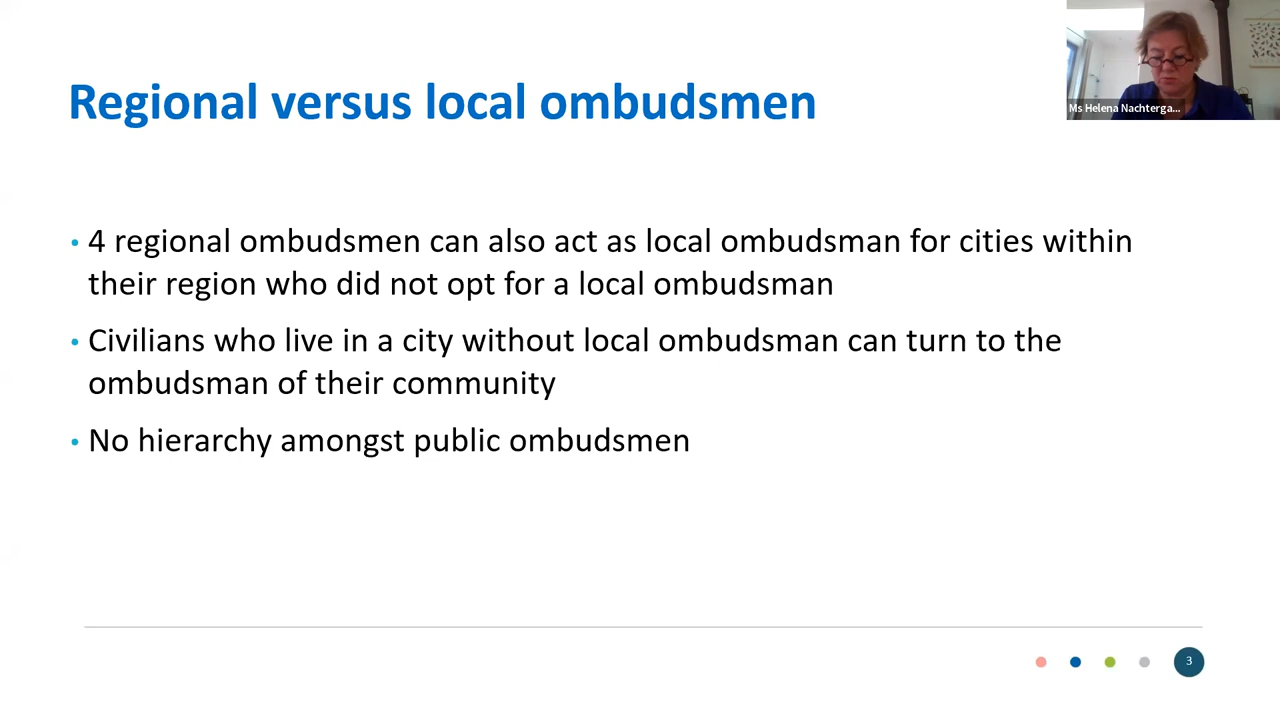 Regional versus local ombudsmen
Ms Helena Nachterga...
• 4 regional ombudsmen can also act as local ombudsman for cities within
their region who did not opt for a local ombudsman
• Civilians who live in a city without local ombudsman can turn to the
ombudsman of their community
• No hierarchy amongst public ombudsmen
3